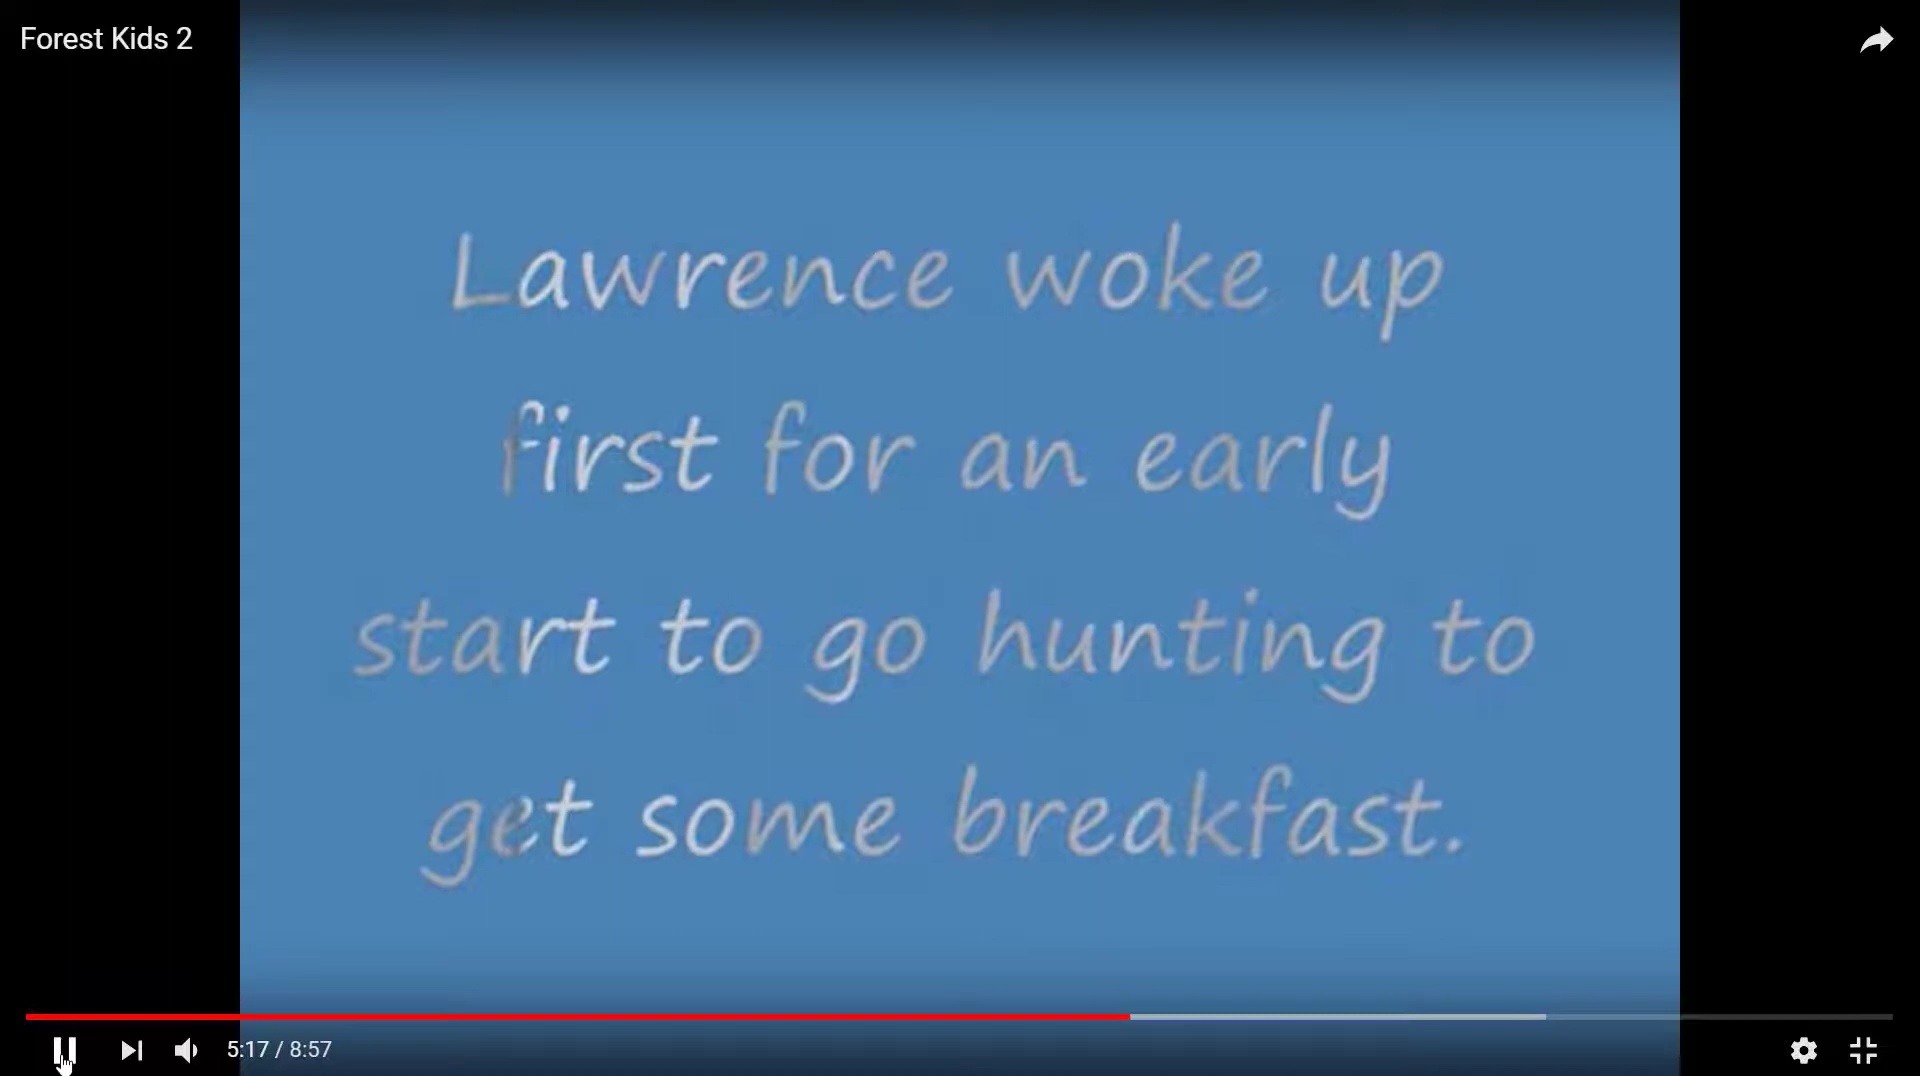 Forest Kids 2
Lawrence woke up
first for an early
start to go hunting to
get some breakfast.
5:17 / 8:57